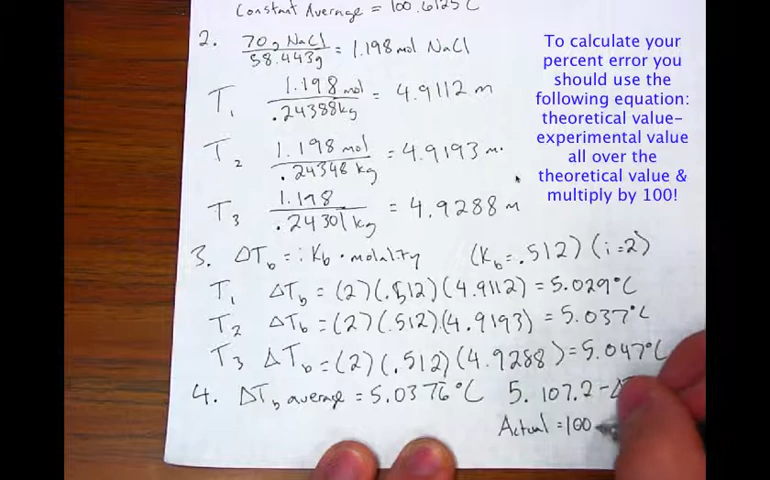 Constant Average = 100.6125 C
2. 70g NaCl / 58.443g = 1.198 mol NaCl
T₁ 1.198 mol / .24388kg = 4.9112 m
T₂ 1.198 mol / .24348 kg = 4.9193 m.
T₃ 1.198 / .24301 kg = 4.9288 m
3. ΔTb = i Kb · molality (Kb = .512) (i = 2)
T₁ ΔTb = (2)(.512)(4.9112) = 5.029°C
T₂ ΔTb = (2)(.512)(4.9193) = 5.037°C
T₃ ΔTb = (2)(.512)(4.9288) = 5.047°C
4. ΔTb average = 5.0376°C 5. 107.2 - Δ
Actual = 100
To calculate your
percent error you
should use the
following equation:
theoretical value-
experimental value
all over the
theoretical value &
multiply by 100!